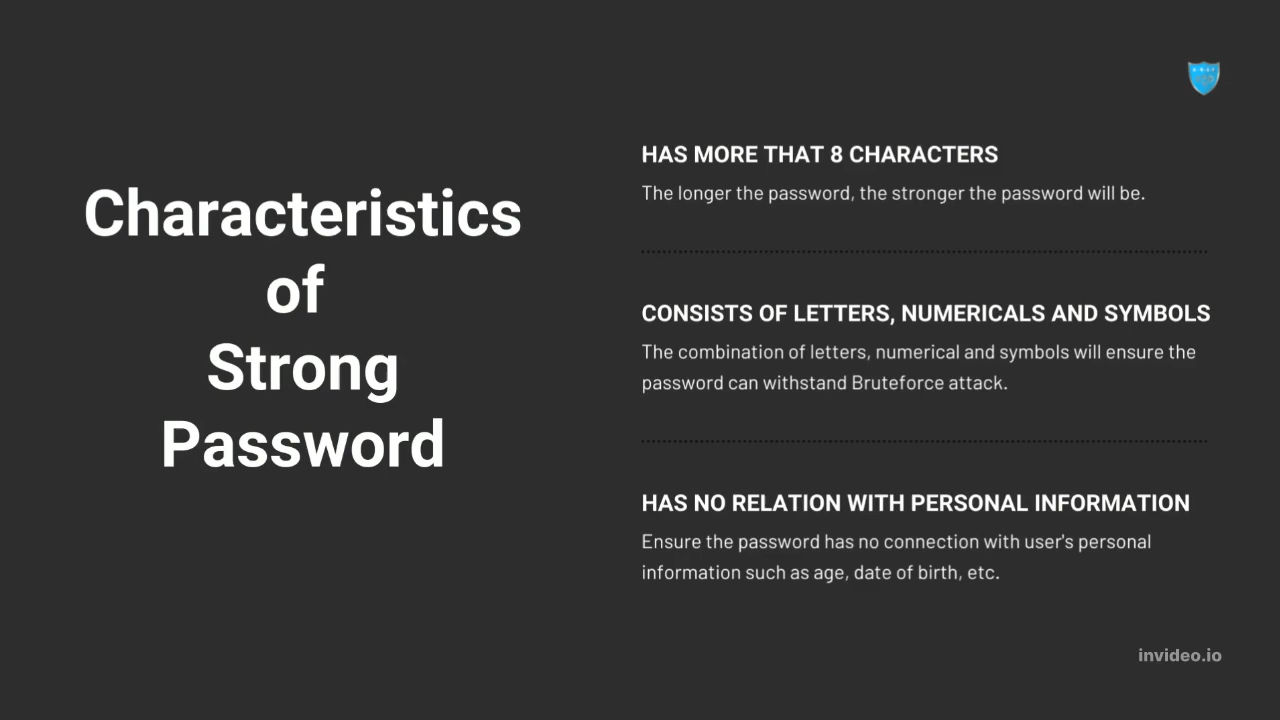 Characteristics
of
Strong
Password
HAS MORE THAT 8 CHARACTERS
The longer the password, the stronger the password will be.
CONSISTS OF LETTERS, NUMERICALS AND SYMBOLS
The combination of letters, numerical and symbols will ensure the
password can withstand Bruteforce attack.
HAS NO RELATION WITH PERSONAL INFORMATION
Ensure the password has no connection with user's personal
information such as age, date of birth, etc.
invideo.io